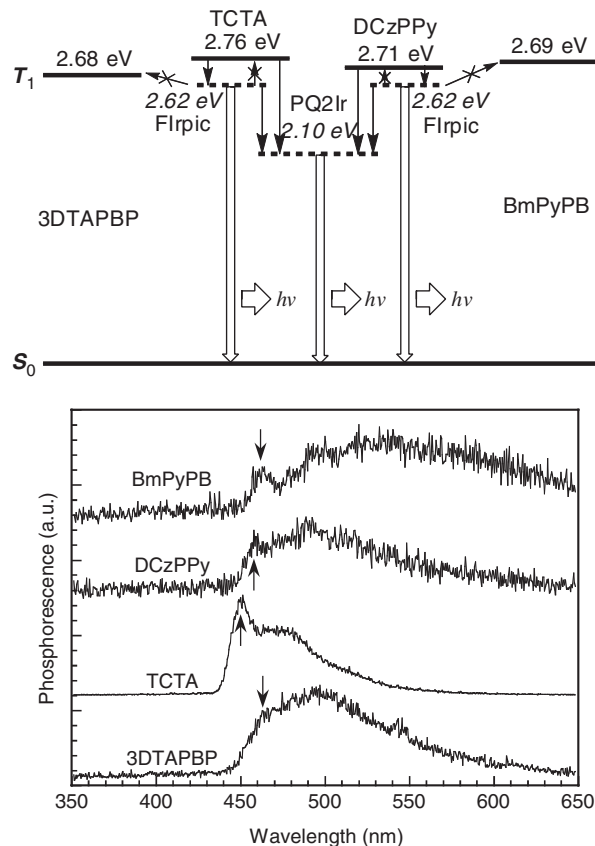 TCTA
2.76 eV
DCzPPy
2.71 eV
2.68 eV
2.69 eV
T1
2.62 eV
FIrpic
PQ2Ir
2.10 eV
2.62 eV
FIrpic
3DTAPBP
BmPyPB
hν
hν
hν
S0
Phosphorescence (a.u.)
BmPyPB
DCzPPy
TCTA
3DTAPBP
350 400 450 500 550 600 650
Wavelength (nm)